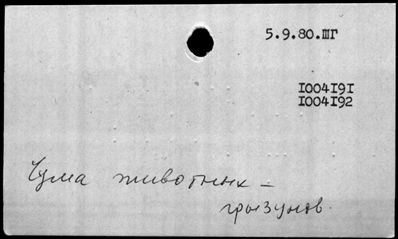 5.9.80.ШГ
I004I9I
I004I92
Чума животных –
грызунов.